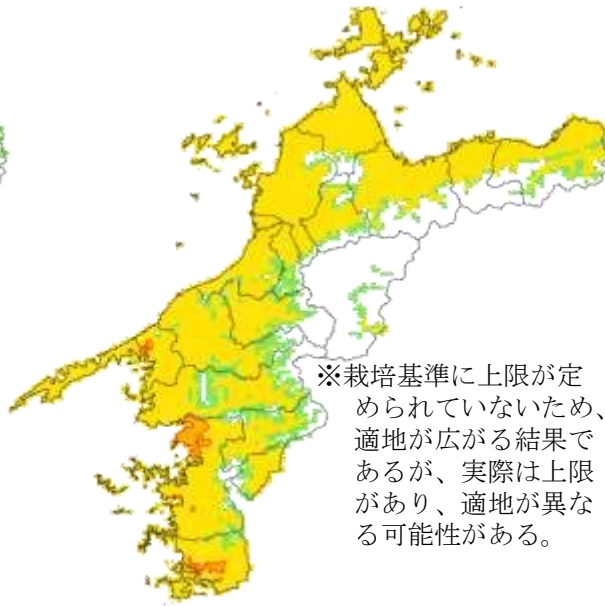 ※栽培基準に上限が定
められていないため、
適地が広がる結果で
あるが、実際は上限
があり、適地が異な
る可能性がある。